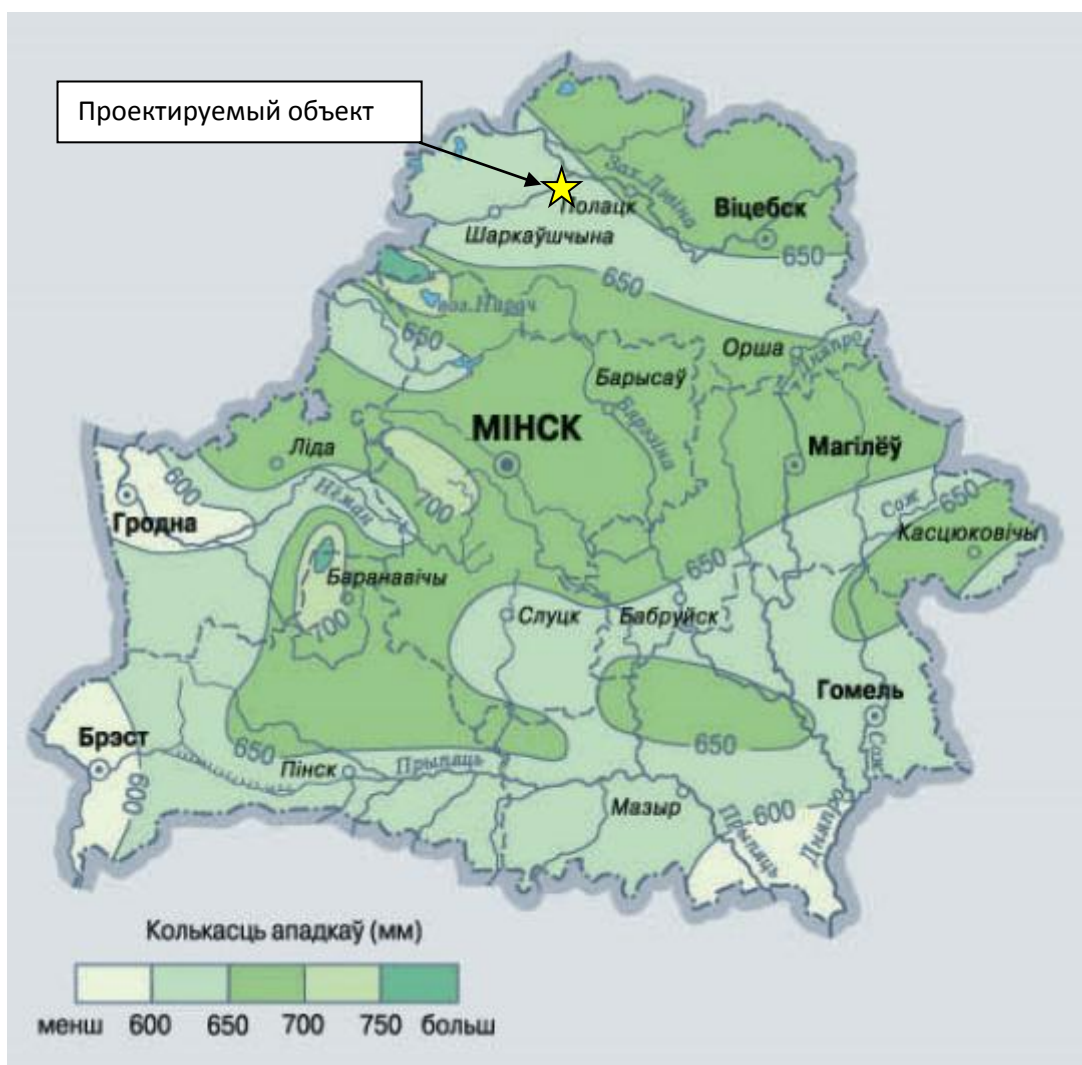 Проектируемый объект
Зах. Дзвіна
Полацк
Віцебск
Шаркаўшчына
650
650
воз.Нарач
650
Орша
Дняпро
Барысаў
Бярэзіна
МІНСК
Магілёў
Ліда
600
Нёман
700
Сож
650
Гродна
Касцюковічы
Баранавічы
650
700
Слуцк
Бабруйск
Гомель
Брэст
650
650
Сож
Пінск
Прыпяць
600
Мазыр
600
Прыпяць
Дняпро
Колькасць ападкаў (мм)
менш 600 650 700 750 больш